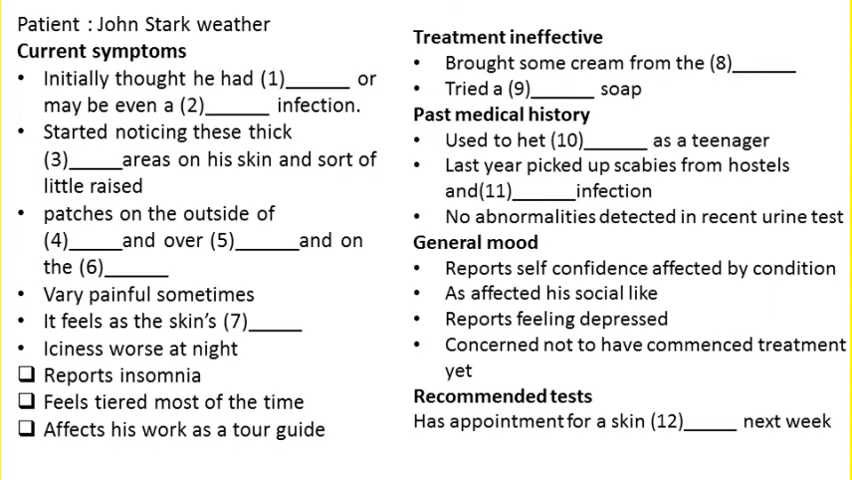 Patient : John Stark weather
Current symptoms
• Initially thought he had (1)______ or
may be even a (2)______ infection.
• Started noticing these thick
(3)_____areas on his skin and sort of
little raised
• patches on the outside of
(4)_____and over (5)______and on
the (6)______
• Vary painful sometimes
• It feels as the skin's (7)_____
• Iciness worse at night
❑ Reports insomnia
❑ Feels tiered most of the time
❑ Affects his work as a tour guide
Treatment ineffective
• Brought some cream from the (8)______
• Tried a (9)______ soap
Past medical history
• Used to het (10)______ as a teenager
• Last year picked up scabies from hostels
and(11)______infection
• No abnormalities detected in recent urine test
General mood
• Reports self confidence affected by condition
• As affected his social like
• Reports feeling depressed
• Concerned not to have commenced treatment
yet
Recommended tests
Has appointment for a skin (12)_____ next week